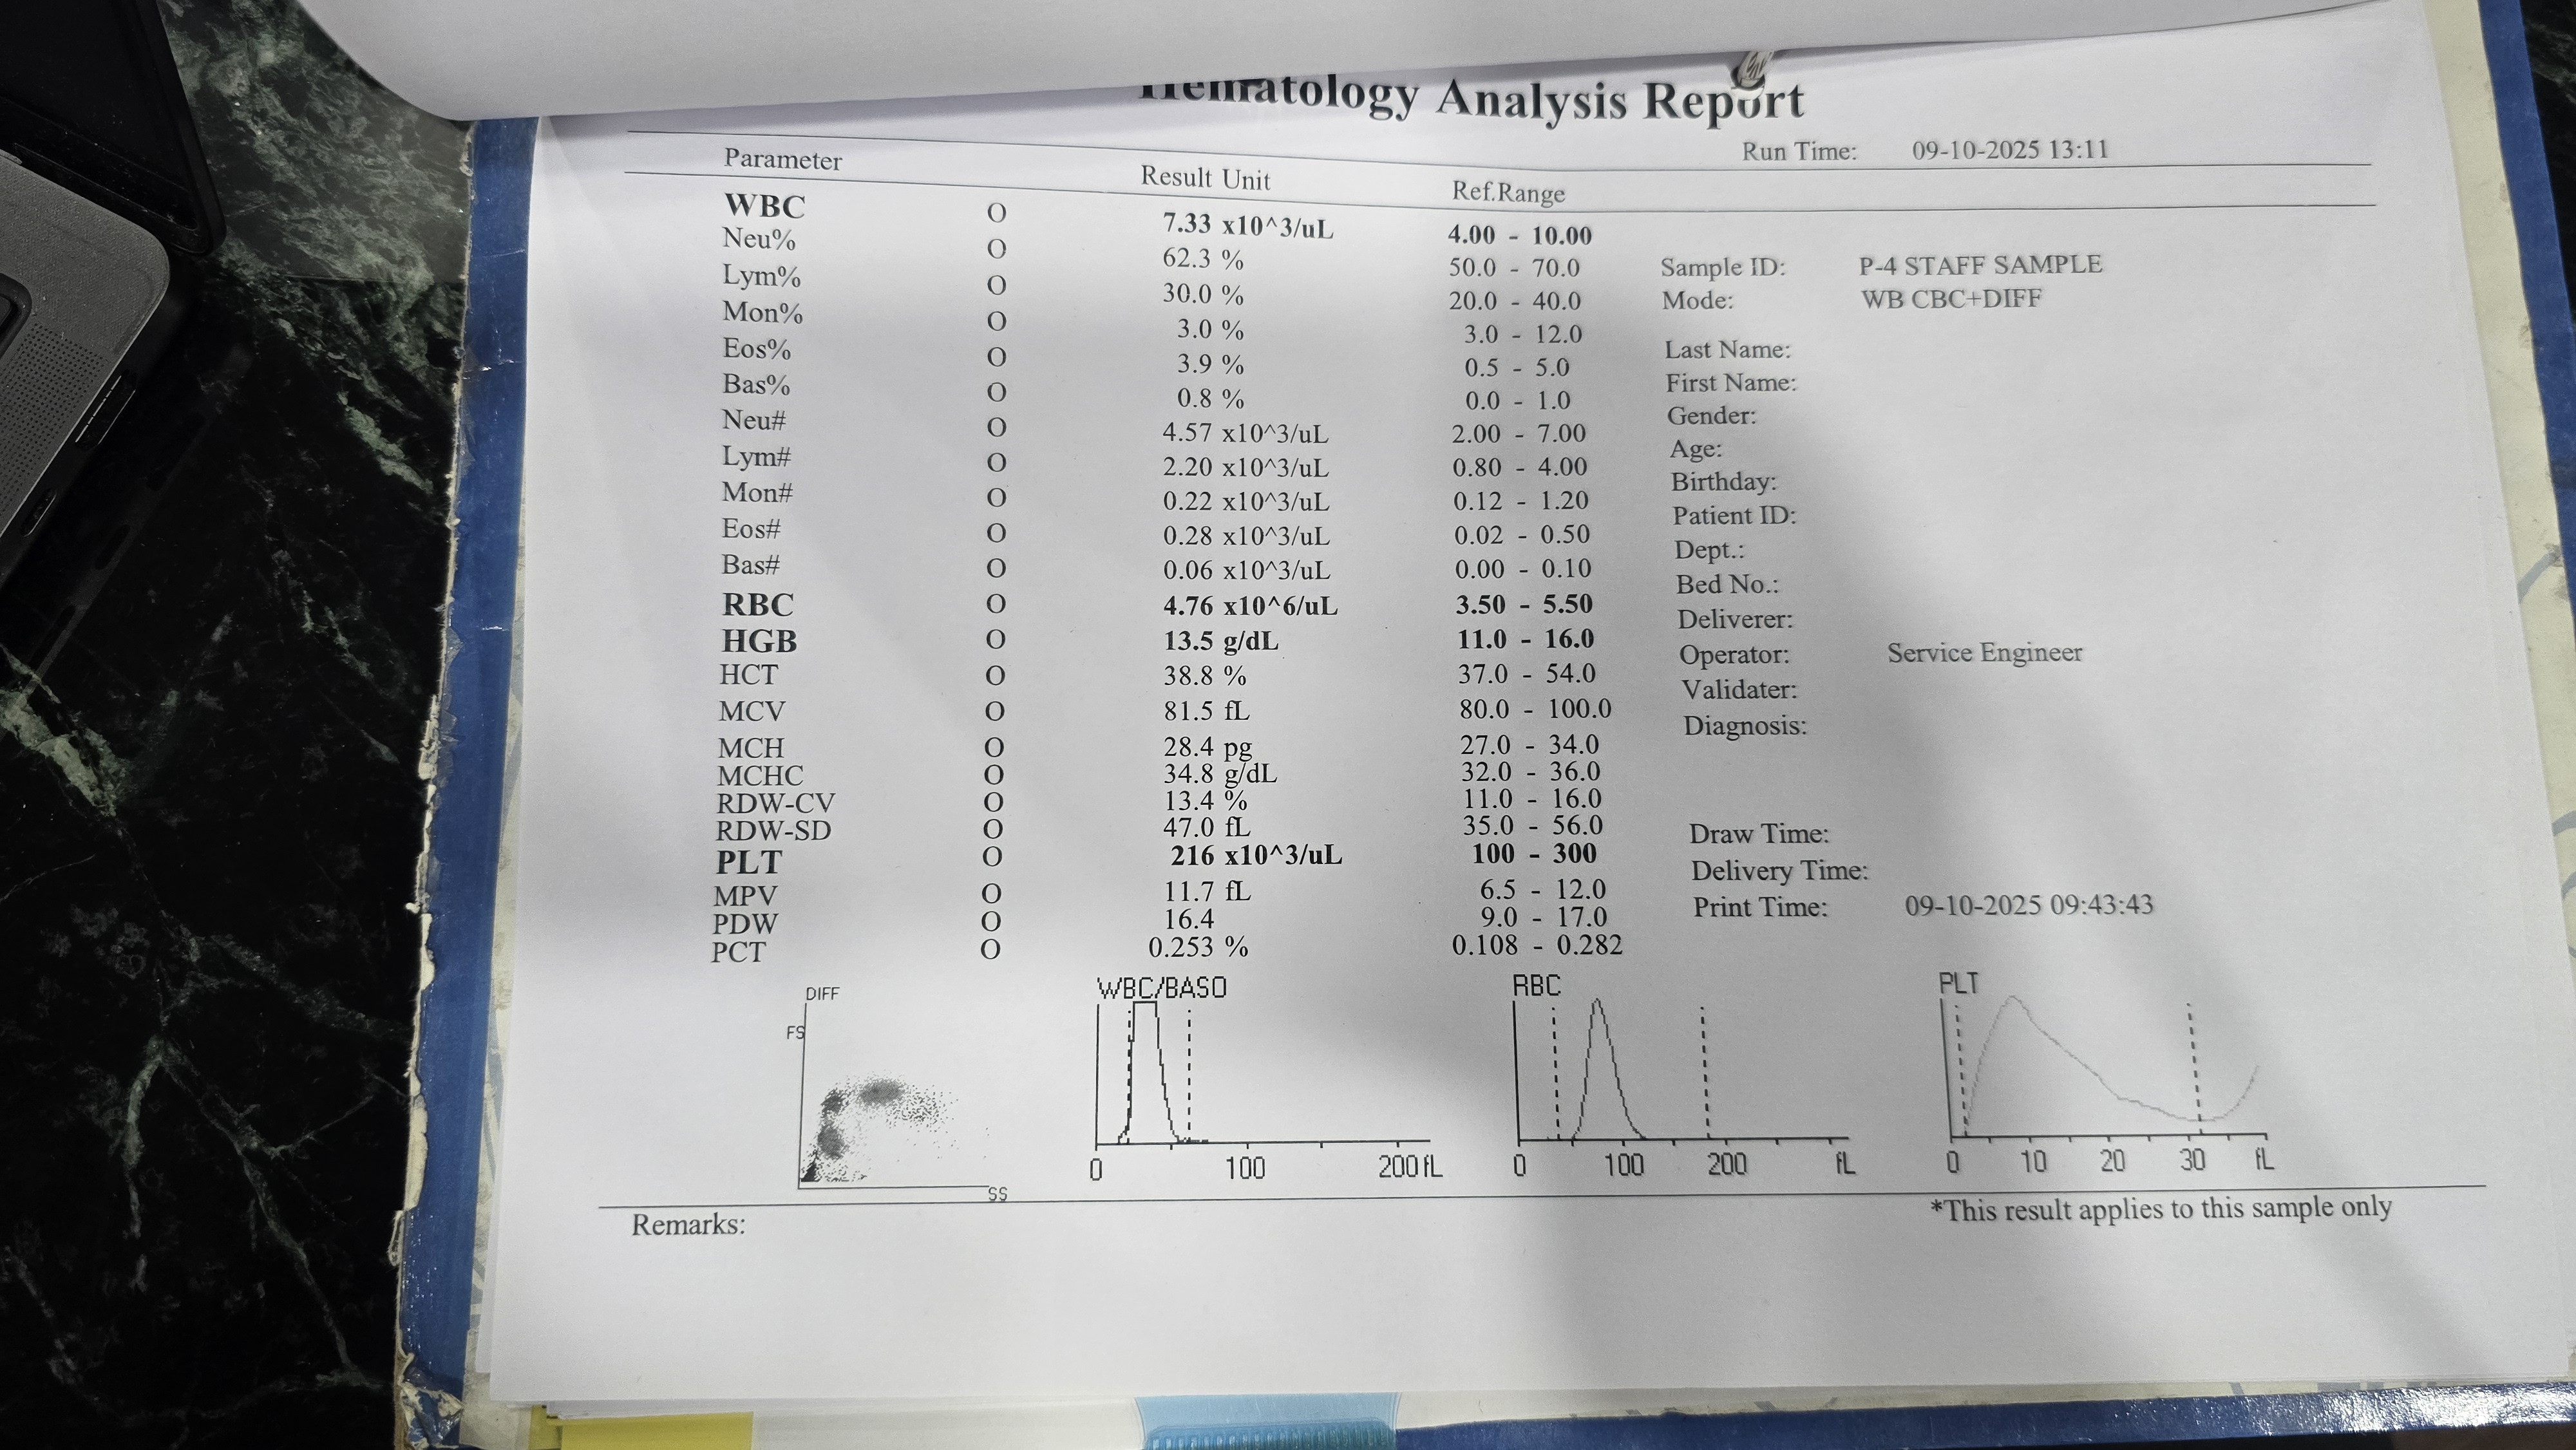 Hematology Analysis Report
Run Time: 09-10-2025 13:11
Parameter Result Unit Ref.Range
WBC O 7.33 x10^3/uL 4.00 - 10.00
Neu% O 62.3 % 50.0 - 70.0
Lym% O 30.0 % 20.0 - 40.0
Mon% O 3.0 % 3.0 - 12.0
Eos% O 3.9 % 0.5 - 5.0
Bas% O 0.8 % 0.0 - 1.0
Neu# O 4.57 x10^3/uL 2.00 - 7.00
Lym# O 2.20 x10^3/uL 0.80 - 4.00
Mon# O 0.22 x10^3/uL 0.12 - 1.20
Eos# O 0.28 x10^3/uL 0.02 - 0.50
Bas# O 0.06 x10^3/uL 0.00 - 0.10
RBC O 4.76 x10^6/uL 3.50 - 5.50
HGB O 13.5 g/dL 11.0 - 16.0
HCT O 38.8 % 37.0 - 54.0
MCV O 81.5 fL 80.0 - 100.0
MCH O 28.4 pg 27.0 - 34.0
MCHC O 34.8 g/dL 32.0 - 36.0
RDW-CV O 13.4 % 11.0 - 16.0
RDW-SD O 47.0 fL 35.0 - 56.0
PLT O 216 x10^3/uL 100 - 300
MPV O 11.7 fL 6.5 - 12.0
PDW O 16.4 9.0 - 17.0
PCT O 0.253 % 0.108 - 0.282
Sample ID: P-4 STAFF SAMPLE
Mode: WB CBC+DIFF
Last Name:
First Name:
Gender:
Age:
Birthday:
Patient ID:
Dept.:
Bed No.:
Deliverer:
Operator: Service Engineer
Validater:
Diagnosis:
Draw Time:
Delivery Time:
Print Time: 09-10-2025 09:43:43
DIFF
FS
SS
WBC/BASO
0 100 200 fL
RBC
0 100 200 fL
PLT
0 10 20 30 fL
Remarks:
*This result applies to this sample only